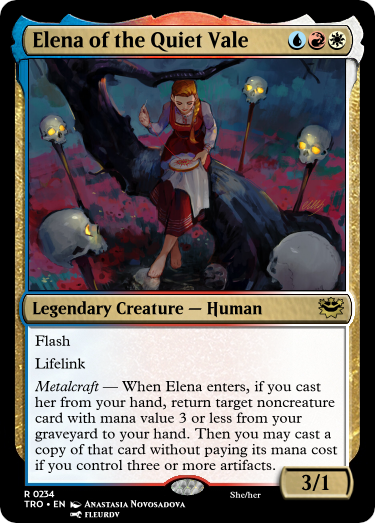 Elena of the Quiet Vale
Legendary Creature — Human
Flash
Lifelink
Metalcraft — When Elena enters, if you cast
her from your hand, return target noncreature
card with mana value 3 or less from your
graveyard to your hand. Then you may cast a
copy of that card without paying its mana cost
if you control three or more artifacts.
3/1
R 0234
TRO • EN Anastasia Novosadova
She/her
FLEURDV